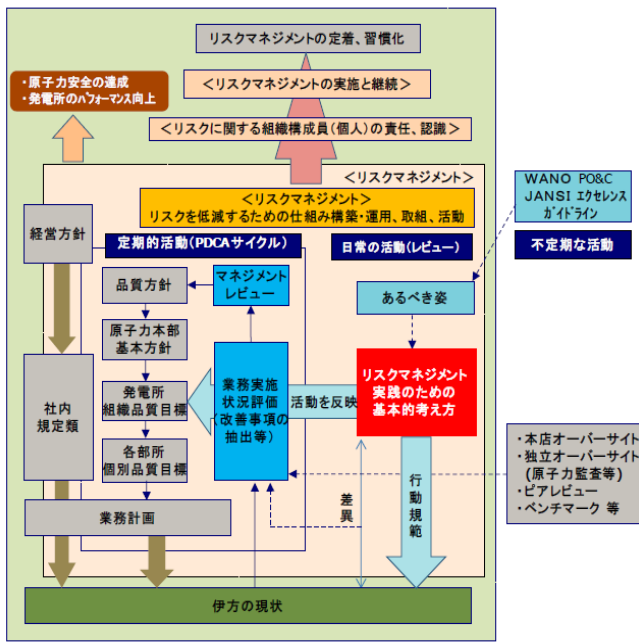 リスクマネジメントの定着、習慣化
・原子力安全の達成
・発電所のパフォーマンス向上
＜リスクマネジメントの実施と継続＞
＜リスクに関する組織構成員(個人)の責任、認識＞
＜リスクマネジメント＞
＜リスクマネジメント＞
リスクを低減するための仕組み構築・運用、取組、活動
WANO PO&C
JANSI エクセレンス
ガイドライン
経営方針
定期的活動(PDCAサイクル)
日常の活動(レビュー)
不定期な活動
品質方針
マネジメント
レビュー
あるべき姿
原子力本部
基本方針
社内
規定類
発電所
組織品質目標
業務実施
状況評価
(改善事項の
抽出等)
活動を反映
リスクマネジメント
実践のための
基本的考え方
各部所
個別品質目標
・本店オーバーサイト
・独立オーバーサイト
(原子力監査等)
・ピアレビュー
・ベンチマーク 等
業務計画
差異
行動規範
伊方の現状